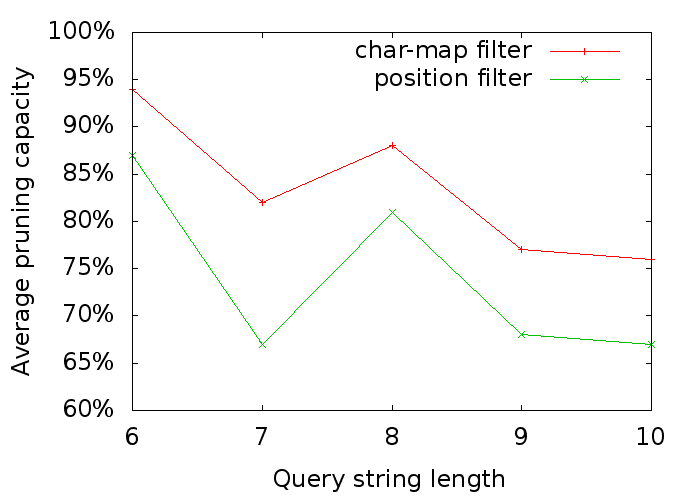 100%
95%
90%
85%
80%
75%
70%
65%
60%
Average pruning capacity
char-map filter
position filter
6 7 8 9 10
Query string length